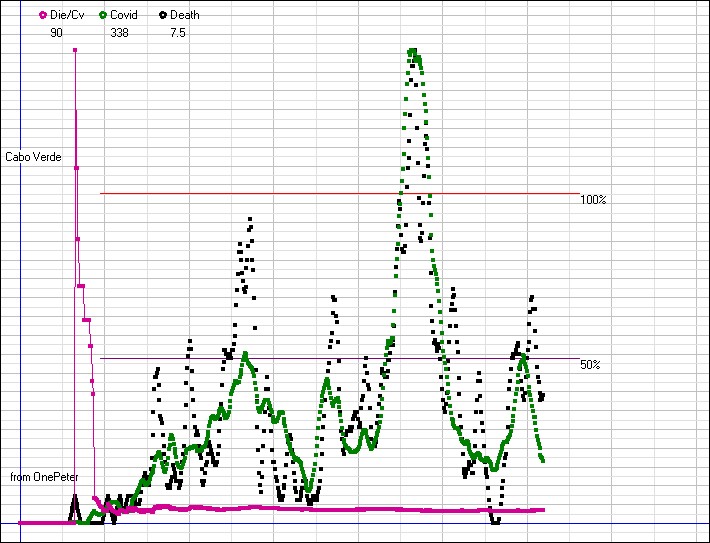 Die/Cv Covid Death
90 338 7.5
Cabo Verde
100%
50%
from OnePeter